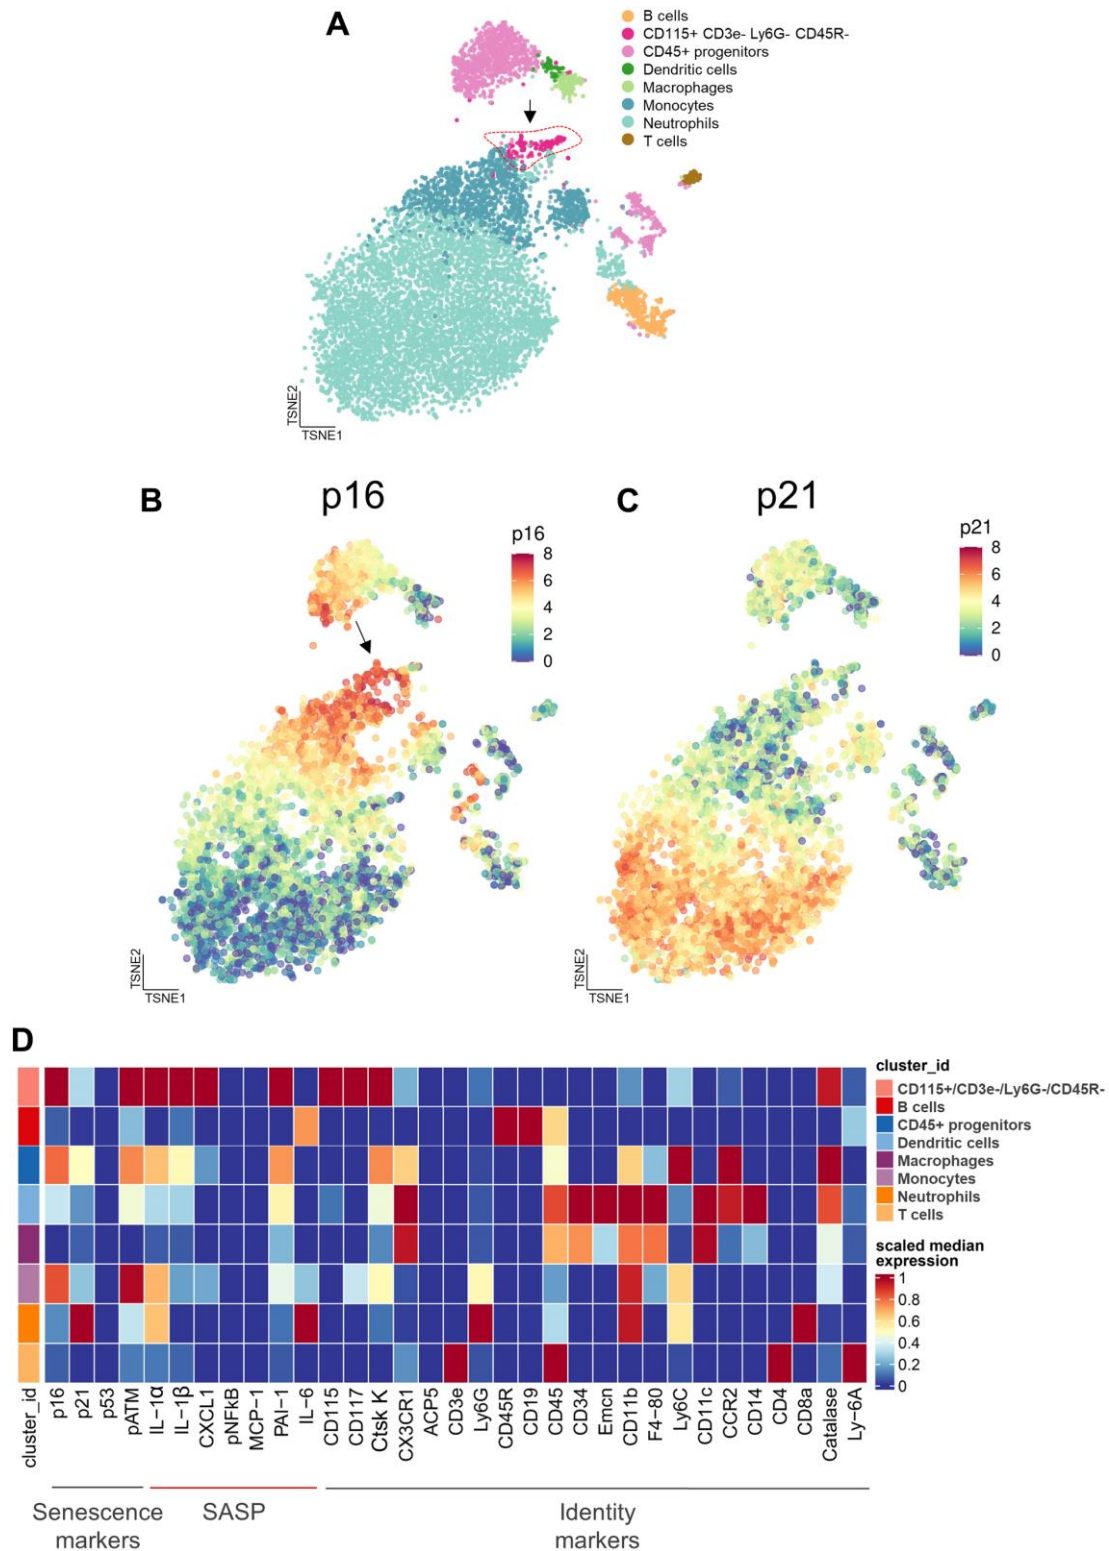 A
B cells
CD115+ CD3e- Ly6G- CD45R-
CD45+ progenitors
Dendritic cells
Macrophages
Monocytes
Neutrophils
T cells
TSNE2
TSNE1
B
p16
p16
8
6
4
2
0
TSNE2
TSNE1
C
p21
p21
8
6
4
2
0
TSNE2
TSNE1
D
cluster_id
CD115+/CD3e-/Ly6G-/CD45R-
B cells
CD45+ progenitors
Dendritic cells
Macrophages
Monocytes
Neutrophils
T cells
scaled median
expression
1
0.8
0.6
0.4
0.2
0
cluster_id
p16
p21
p53
pATM
IL-1α
IL-1β
CXCL1
pNFkB
MCP-1
PAI-1
IL-6
CD115
CD117
Ctsk K
CX3CR1
ACP5
CD3e
Ly6G
CD45R
CD19
CD45
CD34
Emcn
CD11b
F4-80
Ly6C
CD11c
CCR2
CD14
CD4
CD8a
Catalase
Ly-6A
Senescence
markers
SASP
Identity
markers